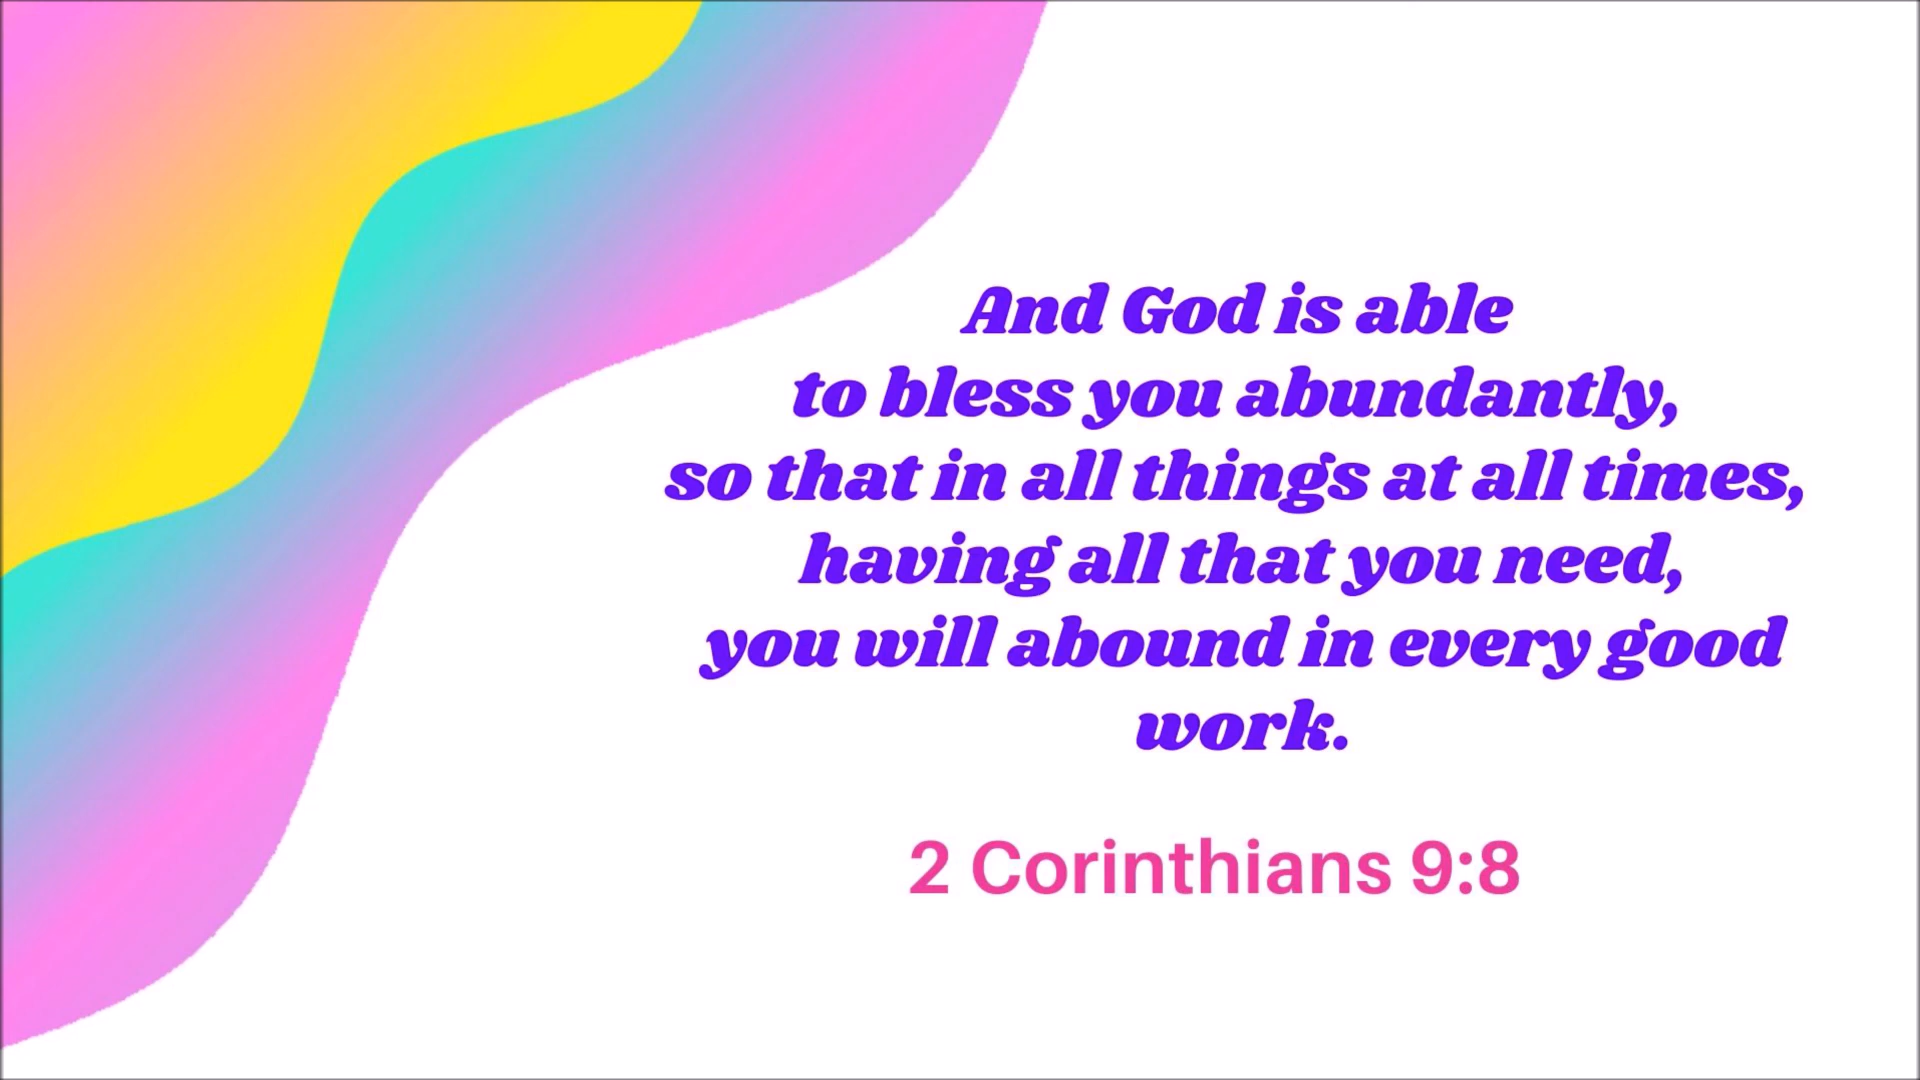 And God is able
to bless you abundantly,
so that in all things at all times,
having all that you need,
you will abound in every good
work.
2 Corinthians 9:8